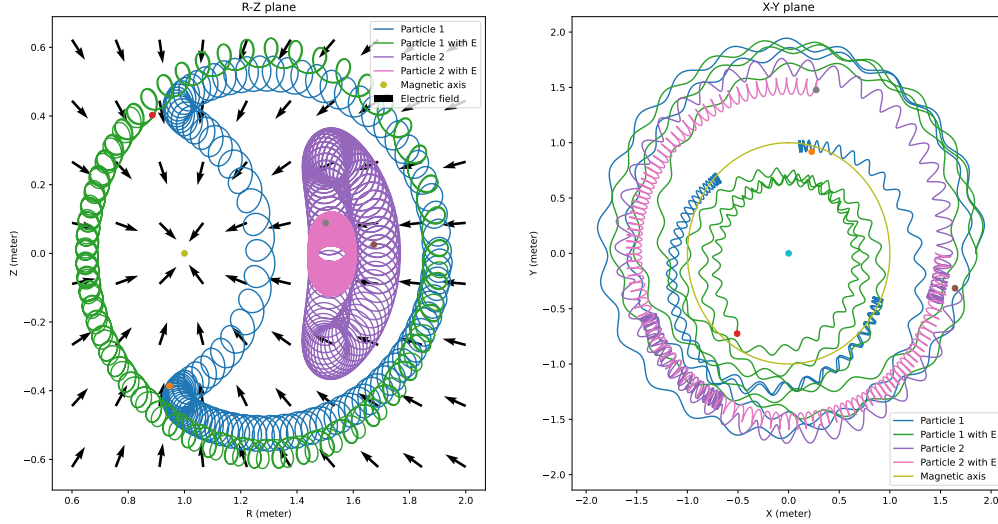 R-Z plane
Z (meter)
0.6
0.4
0.2
0.0
−0.2
−0.4
−0.6
0.6
0.8
1.0
1.2
1.4
1.6
1.8
2.0
R (meter)
Particle 1
Particle 1 with E
Particle 2
Particle 2 with E
Magnetic axis
Electric field
X-Y plane
Y (meter)
2.0
1.5
1.0
0.5
0.0
−0.5
−1.0
−1.5
−2.0
−2.0
−1.5
−1.0
−0.5
0.0
0.5
1.0
1.5
2.0
X (meter)
Particle 1
Particle 1 with E
Particle 2
Particle 2 with E
Magnetic axis